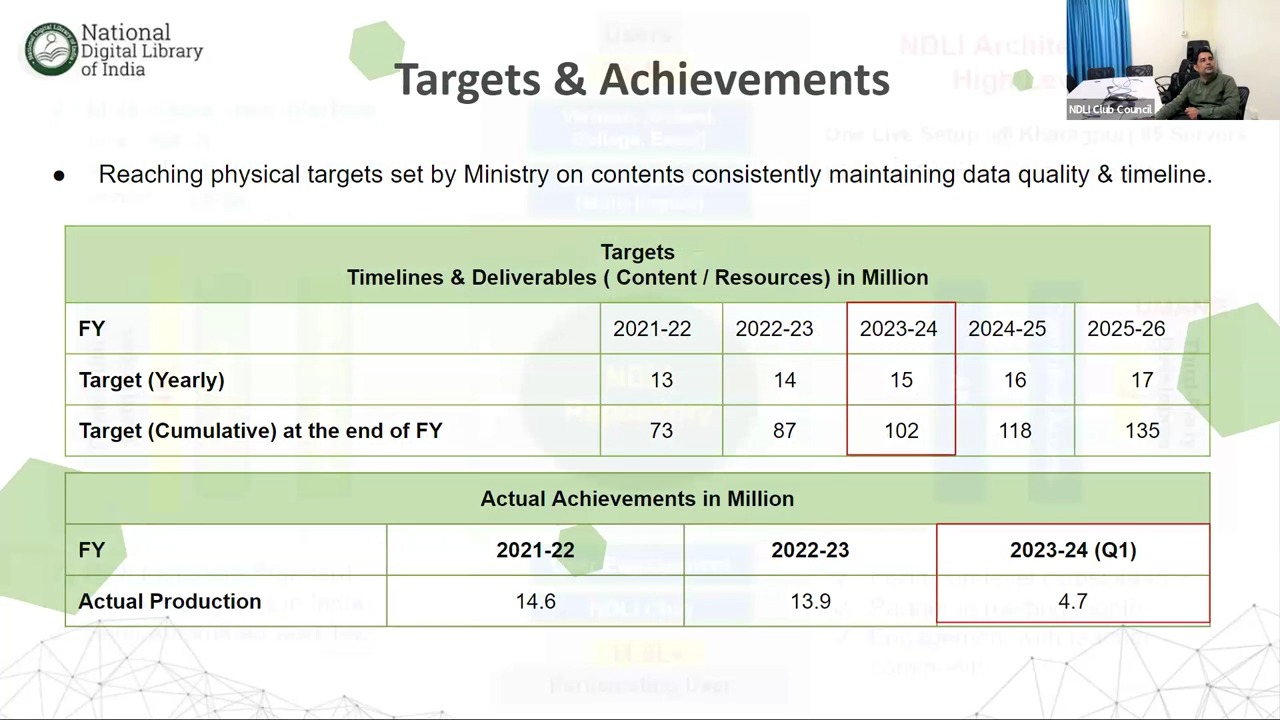 National
Digital Library
of India
Targets & Achievements
NDLI Club Council
● Reaching physical targets set by Ministry on contents consistently maintaining data quality & timeline.
Targets
Timelines & Deliverables ( Content / Resources) in Million
FY 2021-22 2022-23 2023-24 2024-25 2025-26
Target (Yearly) 13 14 15 16 17
Target (Cumulative) at the end of FY 73 87 102 118 135
Actual Achievements in Million
FY 2021-22 2022-23 2023-24 (Q1)
Actual Production 14.6 13.9 4.7